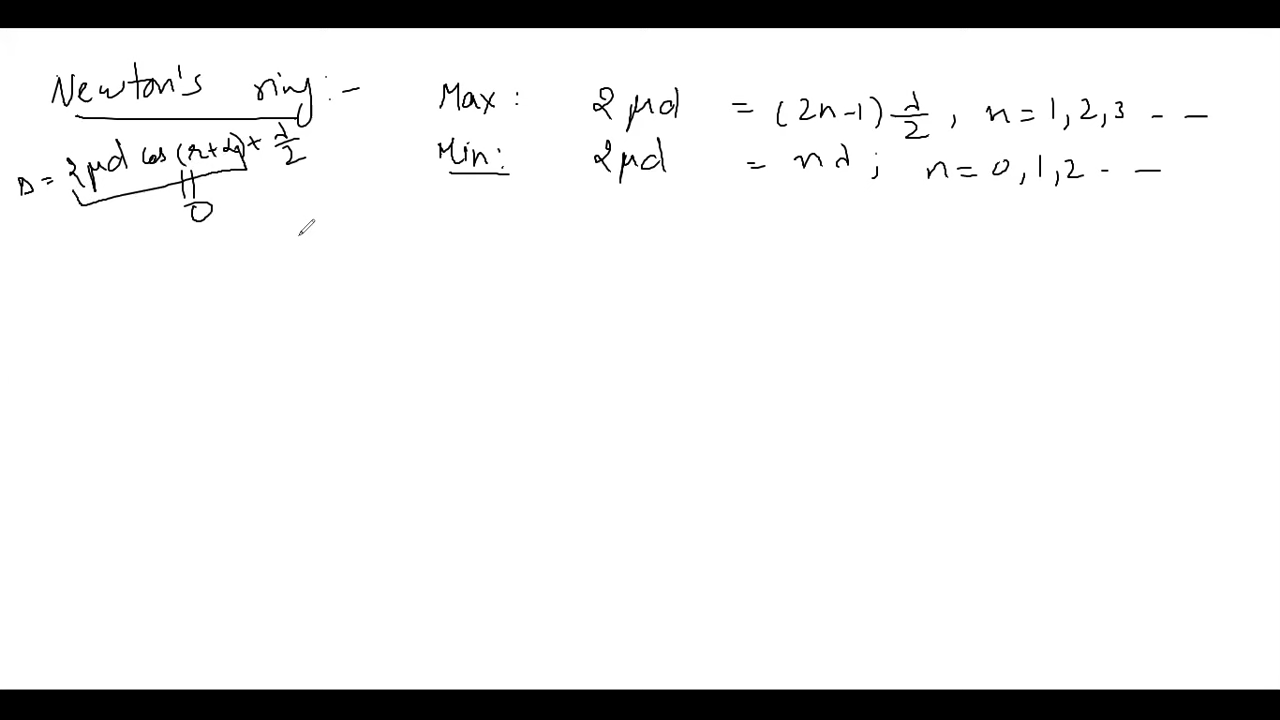 Newton's ring :-
Δ = 2μd cos (r+α) + λ/2
0
Max : 2μd = (2n-1) λ/2 , n = 1, 2, 3 - -
Min : 2μd = nλ ; n = 0, 1, 2 - -